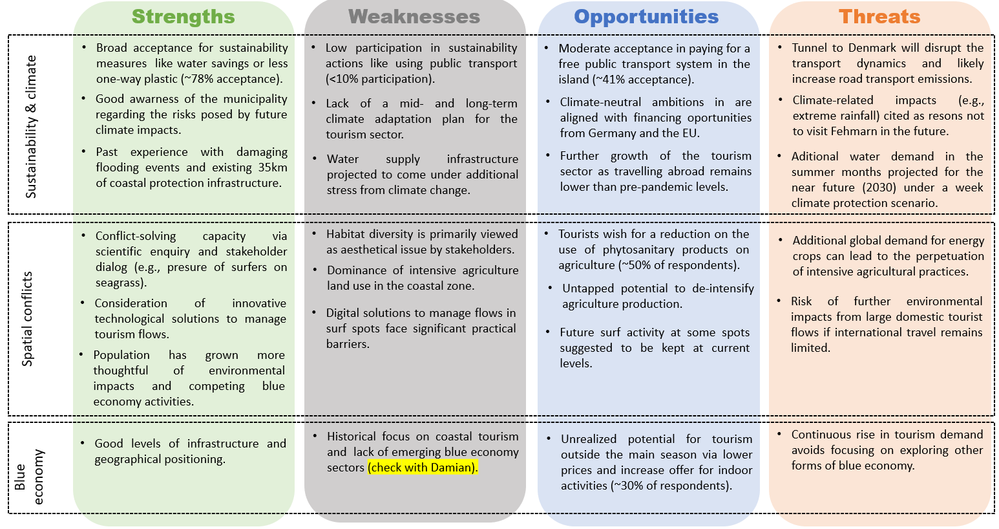 Strengths
Weaknesses
Opportunities
Threats
Sustainability & climate
• Broad acceptance for sustainability
measures like water savings or less
one-way plastic (~78% acceptance).
• Good awarness of the municipality
regarding the risks posed by future
climate impacts.
• Past experience with damaging
flooding events and existing 35km
of coastal protection infrastructure.
• Low participation in sustainability
actions like using public transport
(<10% participation).
• Lack of a mid- and long-term
climate adaptation plan for the
tourism sector.
• Water supply infrastructure
projected to come under additional
stress from climate change.
• Moderate acceptance in paying for a
free public transport system in the
island (~41% acceptance).
• Climate-neutral ambitions in are
aligned with financing oportunities
from Germany and the EU.
• Further growth of the tourism
sector as travelling abroad remains
lower than pre-pandemic levels.
• Tunnel to Denmark will disrupt the
transport dynamics and likely
increase road transport emissions.
• Climate-related impacts (e.g.,
extreme rainfall) cited as resons not
to visit Fehmarn in the future.
• Aditional water demand in the
summer months projected for the
near future (2030) under a week
climate protection scenario.
Spatial conflicts
• Conflict-solving capacity via
scientific enquiry and stakeholder
dialog (e.g., presure of surfers on
seagrass).
• Consideration of innovative
technological solutions to manage
tourism flows.
• Population has grown more
thoughtful of environmental
impacts and competing blue
economy activities.
• Habitat diversity is primarily viewed
as aesthetical issue by stakeholders.
• Dominance of intensive agriculture
land use in the coastal zone.
• Digital solutions to manage flows in
surf spots face significant practical
barriers.
• Tourists wish for a reduction on the
use of phytosanitary products on
agriculture (~50% of respondents).
• Untapped potential to de-intensify
agriculture production.
• Future surf activity at some spots
suggested to be kept at current
levels.
• Additional global demand for energy
crops can lead to the perpetuation
of intensive agricultural practices.
• Risk of further environmental
impacts from large domestic tourist
flows if international travel remains
limited.
Blue
economy
• Good levels of infrastructure and
geographical positioning.
• Historical focus on coastal tourism
and lack of emerging blue economy
sectors (check with Damian).
• Unrealized potential for tourism
outside the main season via lower
prices and increase offer for indoor
activities (~30% of respondents).
• Continuous rise in tourism demand
avoids focusing on exploring other
forms of blue economy.